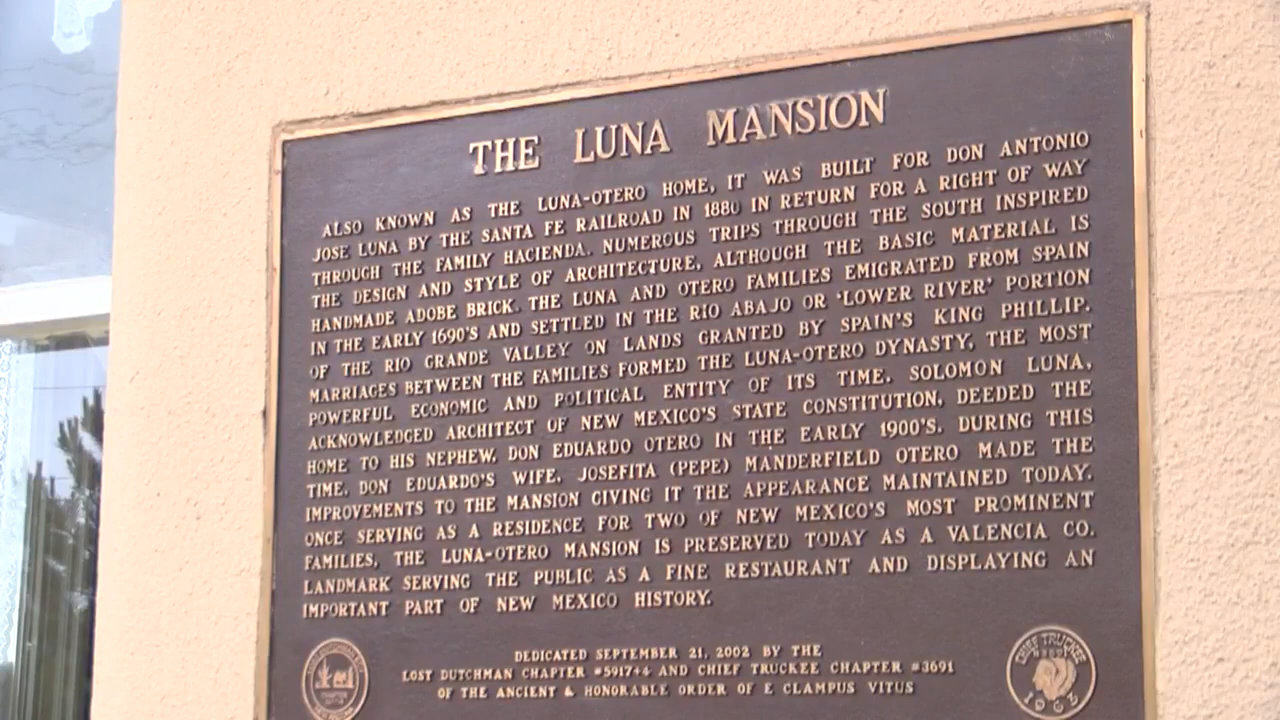 THE LUNA MANSION
ALSO KNOWN AS THE LUNA-OTERO HOME, IT WAS BUILT FOR DON ANTONIO
JOSE LUNA BY THE SANTA FE RAILROAD IN 1880 IN RETURN FOR A RIGHT OF WAY
THROUGH THE FAMILY HACIENDA. NUMEROUS TRIPS THROUGH THE SOUTH INSPIRED
THE DESIGN AND STYLE OF ARCHITECTURE, ALTHOUGH THE BASIC MATERIAL IS
HANDMADE ADOBE BRICK. THE LUNA AND OTERO FAMILIES EMIGRATED FROM SPAIN
IN THE EARLY 1690'S AND SETTLED IN THE RIO ABAJO OR 'LOWER RIVER' PORTION
OF THE RIO GRANDE VALLEY ON LANDS GRANTED BY SPAIN'S KING PHILLIP.
MARRIAGES BETWEEN THE FAMILIES FORMED THE LUNA-OTERO DYNASTY, THE MOST
POWERFUL ECONOMIC AND POLITICAL ENTITY OF ITS TIME. SOLOMON LUNA,
ACKNOWLEDGED ARCHITECT OF NEW MEXICO'S STATE CONSTITUTION, DEEDED THE
HOME TO HIS NEPHEW, DON EDUARDO OTERO IN THE EARLY 1900'S. DURING THIS
TIME, DON EDUARDO'S WIFE, JOSEFITA (PEPE) MANDERFIELD OTERO MADE THE
IMPROVEMENTS TO THE MANSION GIVING IT THE APPEARANCE MAINTAINED TODAY.
ONCE SERVING AS A RESIDENCE FOR TWO OF NEW MEXICO'S MOST PROMINENT
FAMILIES, THE LUNA-OTERO MANSION IS PRESERVED TODAY AS A VALENCIA CO.
LANDMARK SERVING THE PUBLIC AS A FINE RESTAURANT AND DISPLAYING AN
IMPORTANT PART OF NEW MEXICO HISTORY.
DEDICATED SEPTEMBER 21, 2002 BY THE
LOST DUTCHMAN CHAPTER #5917+4 AND CHIEF TRUCKEE CHAPTER #3691
OF THE ANCIENT & HONORABLE ORDER OF E CLAMPUS VITUS
CHIEF TRUCKEE
1963